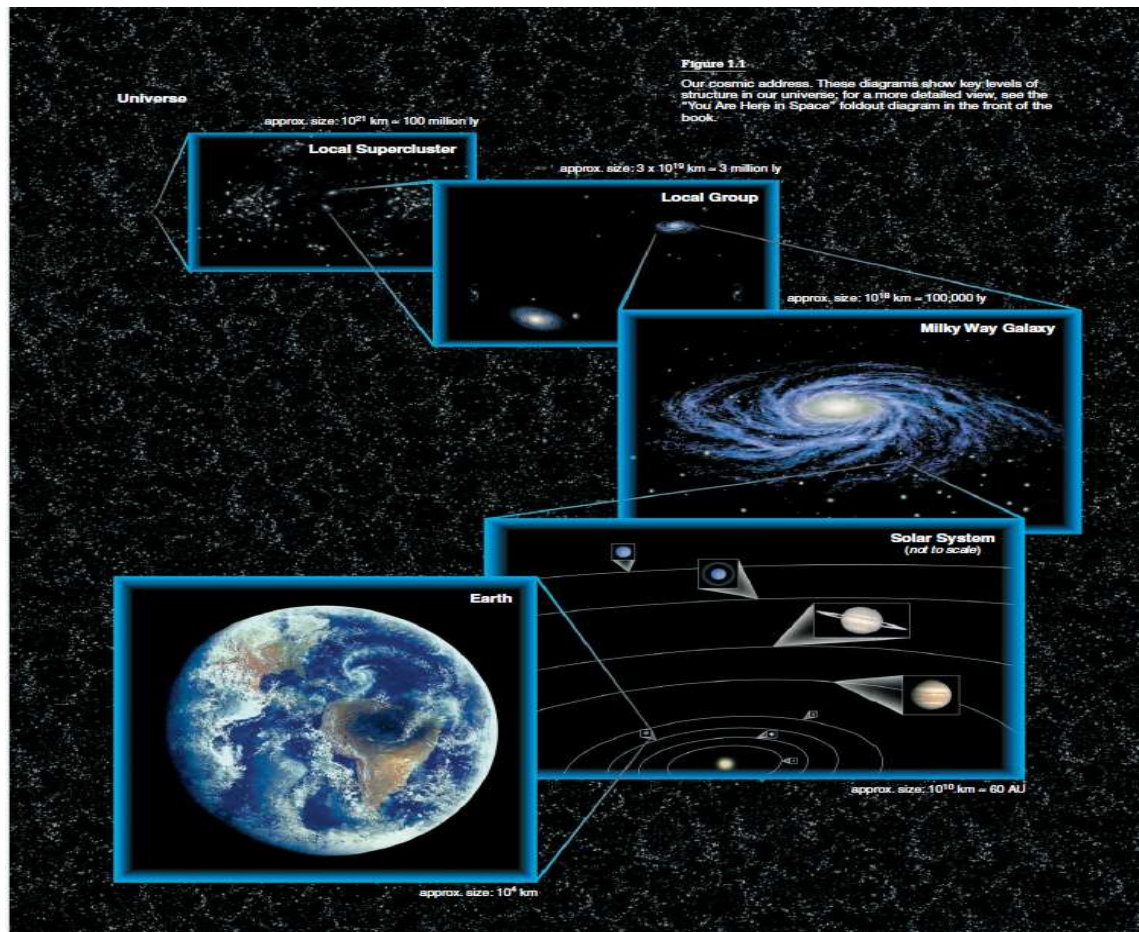 Figure 1.1
Our cosmic address. These diagrams show key levels of
structure in our universe; for a more detailed view, see the
"You Are Here in Space" foldout diagram in the front of the
book.
Universe
approx. size: 10²¹ km ≈ 100 million ly
Local Supercluster
approx. size: 3 x 10¹⁹ km ≈ 3 million ly
Local Group
approx. size: 10¹⁸ km ≈ 100,000 ly
Milky Way Galaxy
Solar System
(not to scale)
Earth
approx. size: 10¹⁰ km ≈ 60 AU
approx. size: 10⁴ km